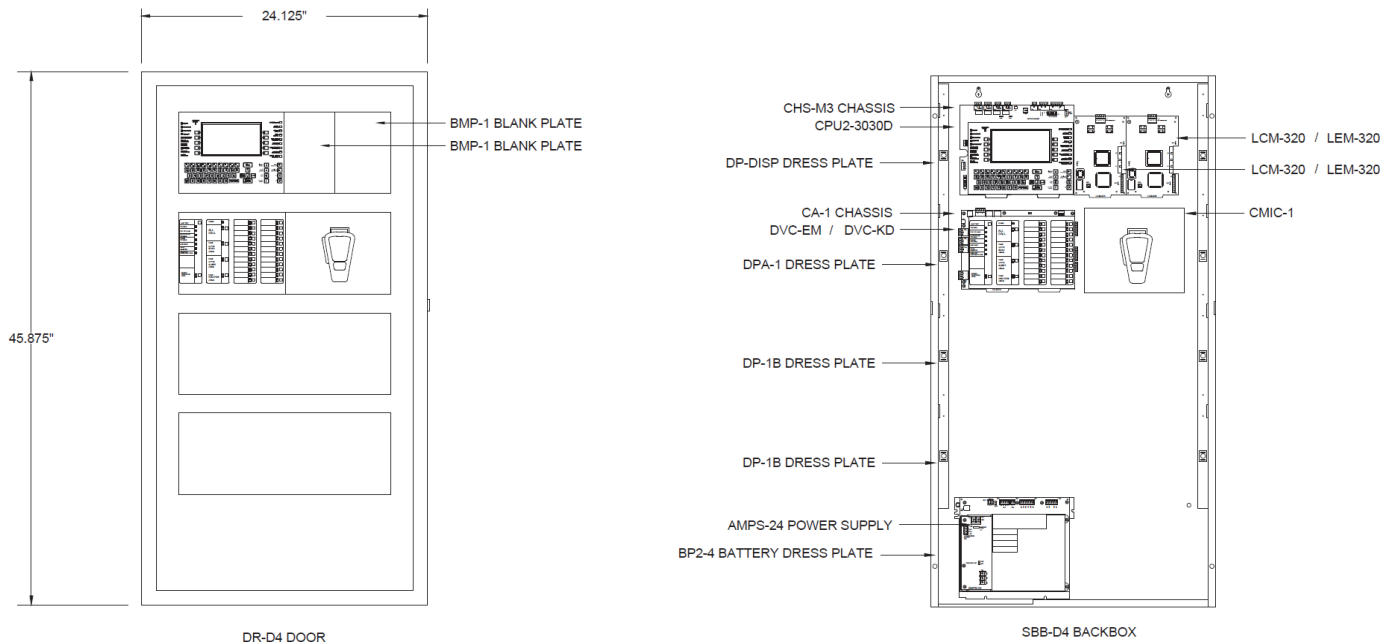 24.125"
45.875"
BMP-1 BLANK PLATE
BMP-1 BLANK PLATE
DR-D4 DOOR
CHS-M3 CHASSIS
CPU2-3030D
DP-DISP DRESS PLATE
CA-1 CHASSIS
DVC-EM / DVC-KD
DPA-1 DRESS PLATE
DP-1B DRESS PLATE
DP-1B DRESS PLATE
AMPS-24 POWER SUPPLY
BP2-4 BATTERY DRESS PLATE
LCM-320 / LEM-320
LCM-320 / LEM-320
CMIC-1
SBB-D4 BACKBOX